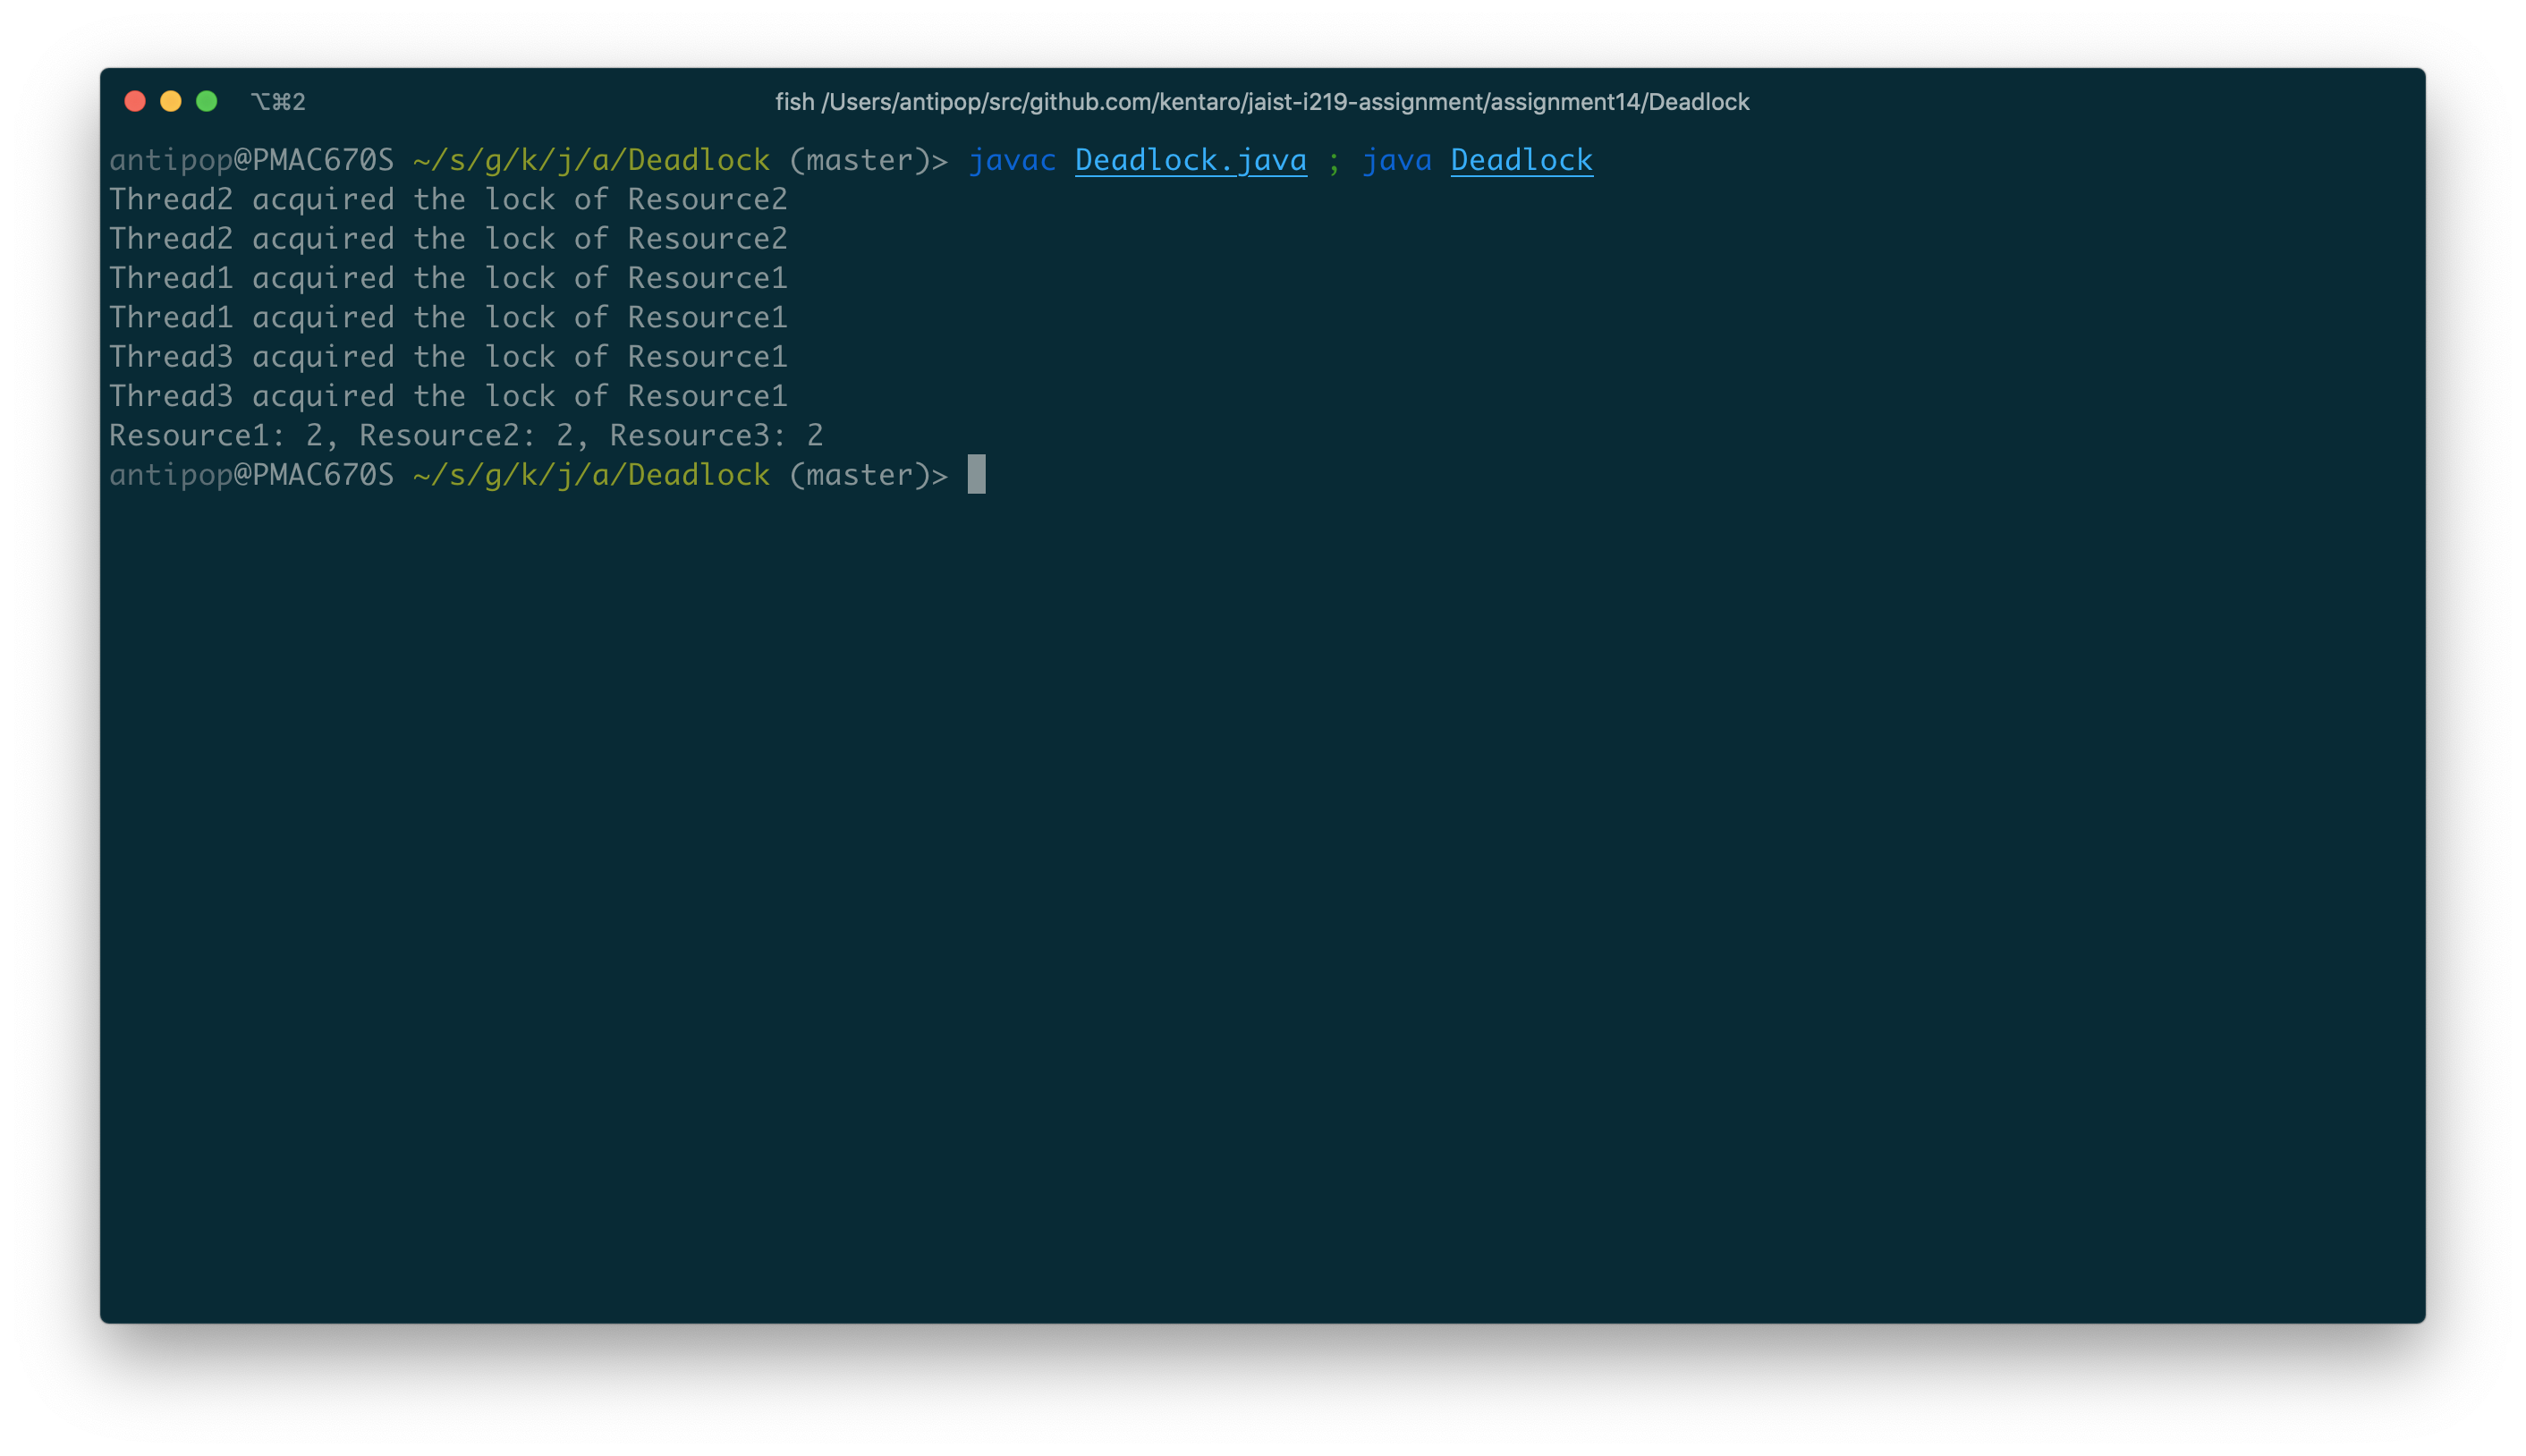 ⌥⌘2 fish /Users/antipop/src/github.com/kentaro/jaist-i219-assignment/assignment14/Deadlock
antipop@PMAC670S ~/s/g/k/j/a/Deadlock (master)> javac Deadlock.java ; java Deadlock
Thread2 acquired the lock of Resource2
Thread2 acquired the lock of Resource2
Thread1 acquired the lock of Resource1
Thread1 acquired the lock of Resource1
Thread3 acquired the lock of Resource1
Thread3 acquired the lock of Resource1
Resource1: 2, Resource2: 2, Resource3: 2
antipop@PMAC670S ~/s/g/k/j/a/Deadlock (master)>